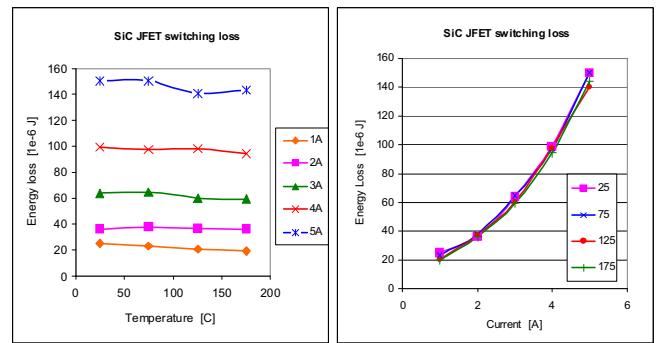 SiC JFET switching loss
160
140
120
100
80
60
40
20
0
0 50 100 150 200
Energy loss [1e-6 J]
Temperature [C]
1A
2A
3A
4A
5A
SiC JFET switching loss
160
140
120
100
80
60
40
20
0
0 2 4 6
Energy Loss [1e-6 J]
Current [A]
25
75
125
175